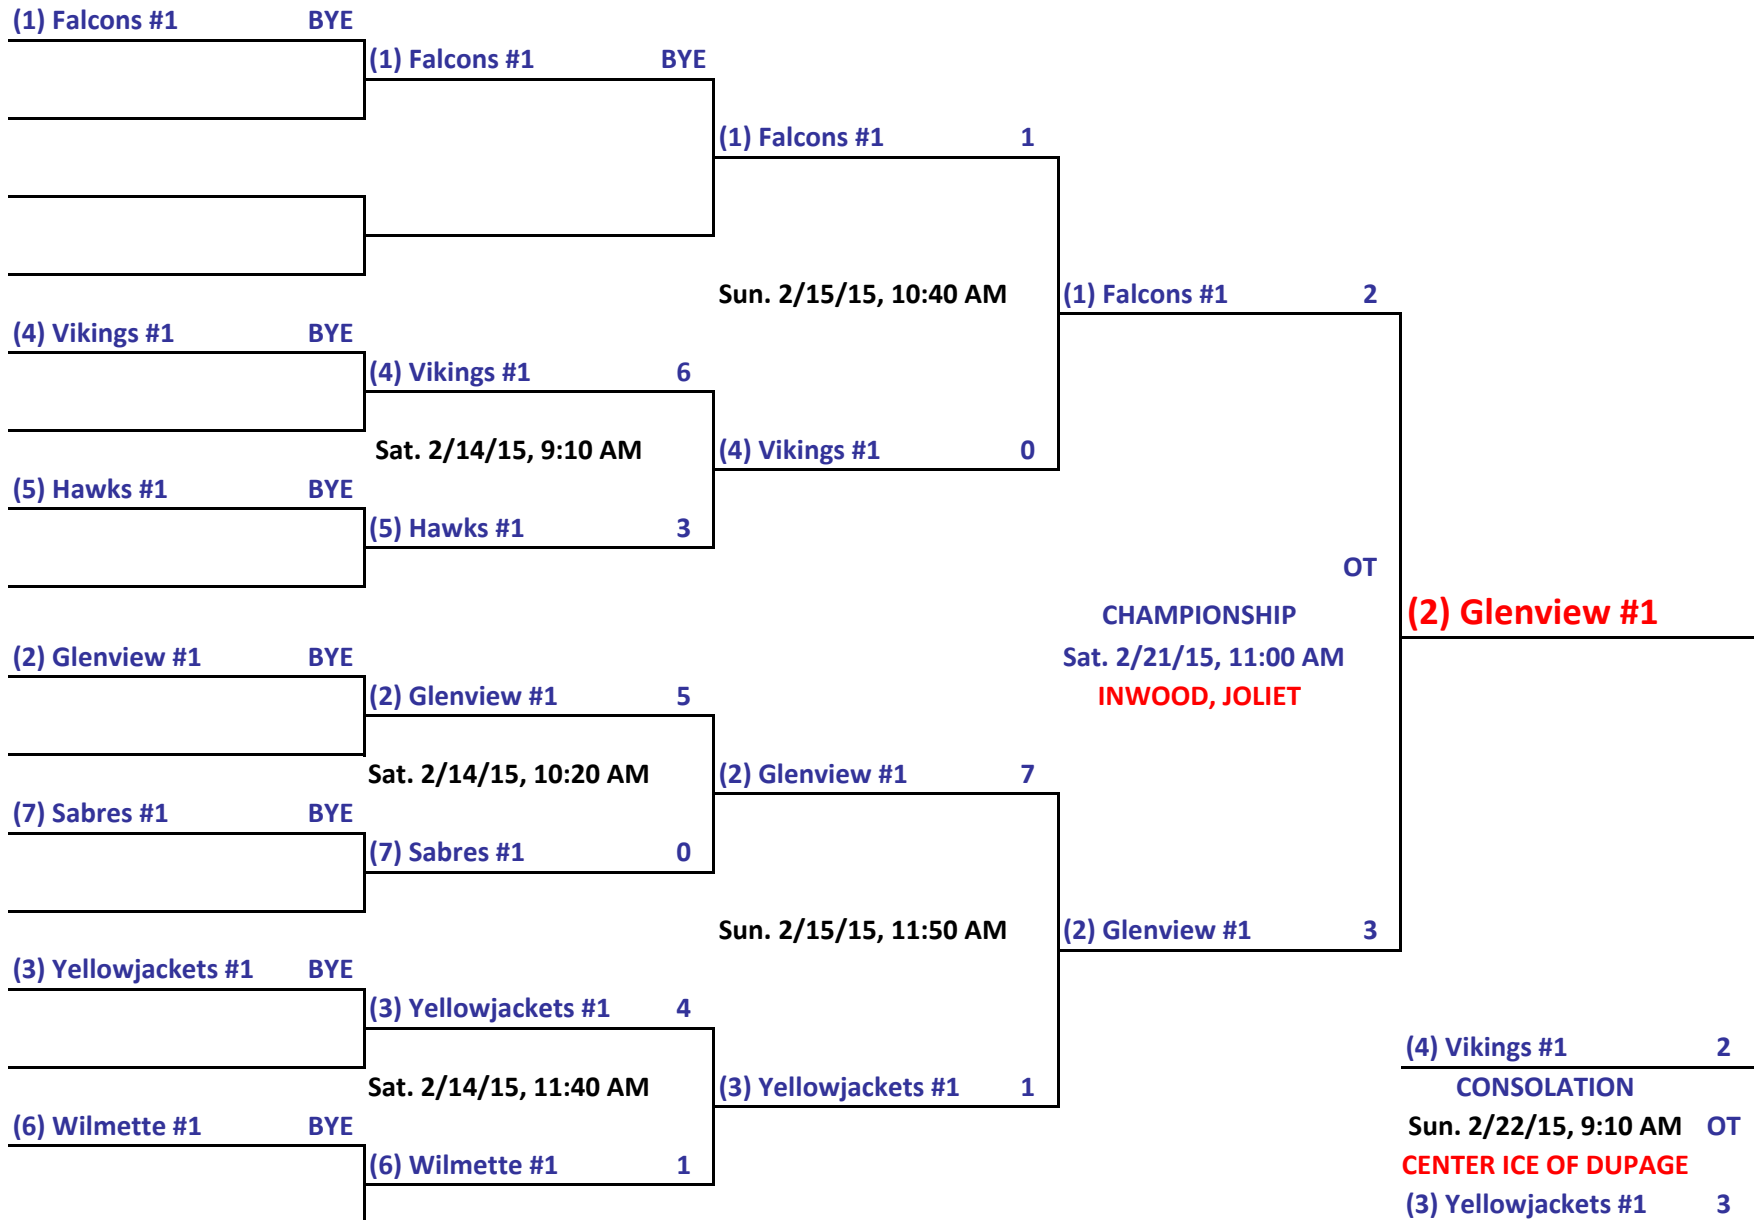 (1) Falcons #1 BYE
(1) Falcons #1 BYE
(1) Falcons #1 1
Sun. 2/15/15, 10:40 AM
(1) Falcons #1 2
(4) Vikings #1 BYE
(4) Vikings #1 6
Sat. 2/14/15, 9:10 AM
(4) Vikings #1 0
(5) Hawks #1 BYE
(5) Hawks #1 3
OT
CHAMPIONSHIP
(2) Glenview #1
Sat. 2/21/15, 11:00 AM
INWOOD, JOLIET
(2) Glenview #1 BYE
(2) Glenview #1 5
Sat. 2/14/15, 10:20 AM
(2) Glenview #1 7
(7) Sabres #1 BYE
(7) Sabres #1 0
Sun. 2/15/15, 11:50 AM
(2) Glenview #1 3
(3) Yellowjackets #1 BYE
(3) Yellowjackets #1 4
Sat. 2/14/15, 11:40 AM
(3) Yellowjackets #1 1
(6) Wilmette #1 BYE
(6) Wilmette #1 1
(4) Vikings #1 2
CONSOLATION
Sun. 2/22/15, 9:10 AM OT
CENTER ICE OF DUPAGE
(3) Yellowjackets #1 3